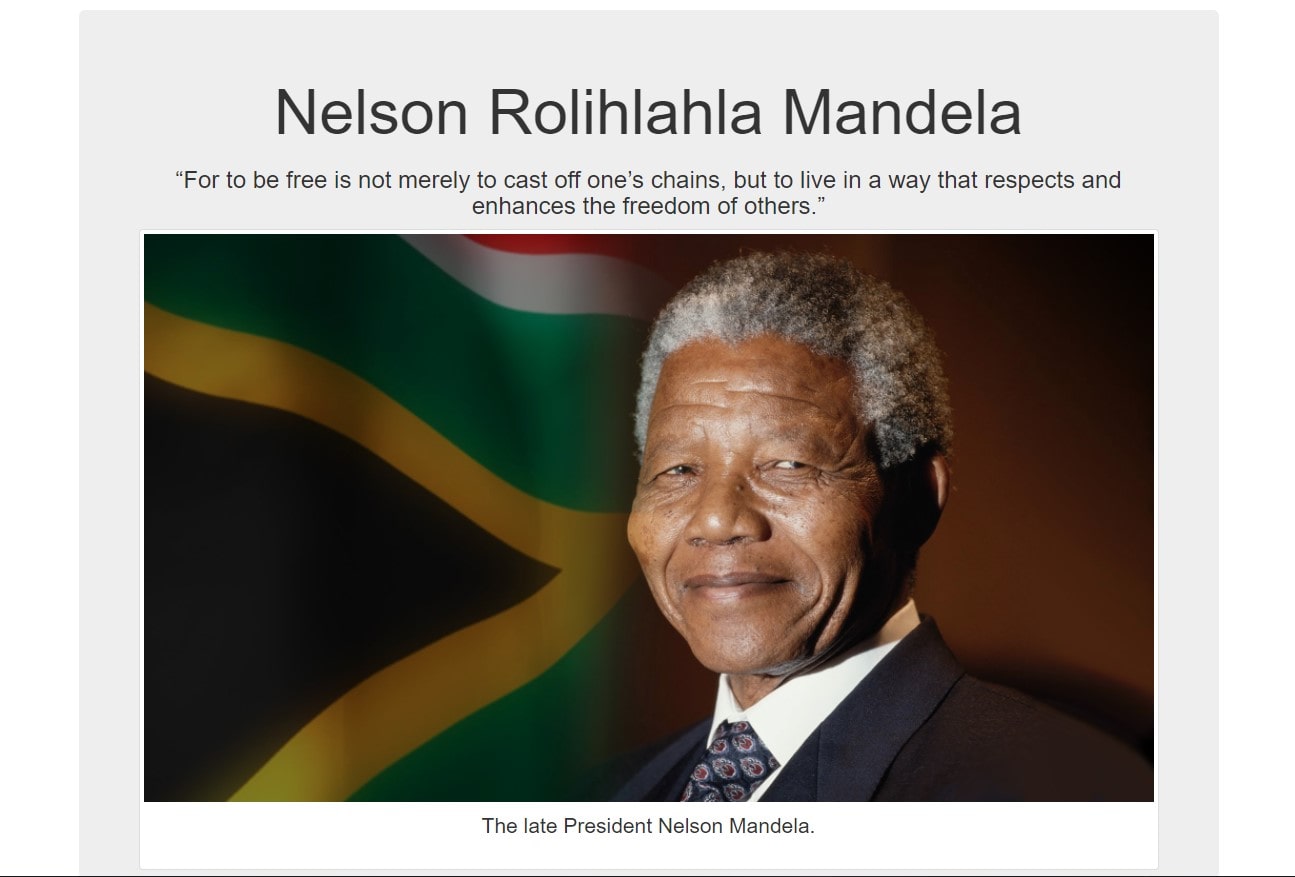 Nelson Rolihlahla Mandela
“For to be free is not merely to cast off one’s chains, but to live in a way that respects and
enhances the freedom of others.”
The late President Nelson Mandela.